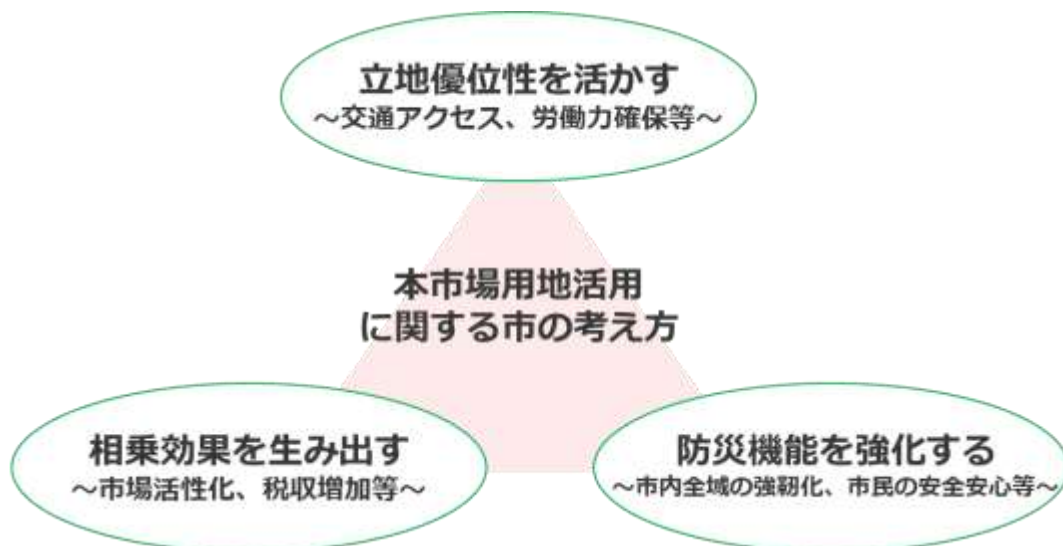 立地優位性を活かす
～交通アクセス、労働力確保等～
本市場用地活用
に関する市の考え方
相乗効果を生み出す
～市場活性化、税収増加等～
防災機能を強化する
～市内全域の強靭化、市民の安全安心等～